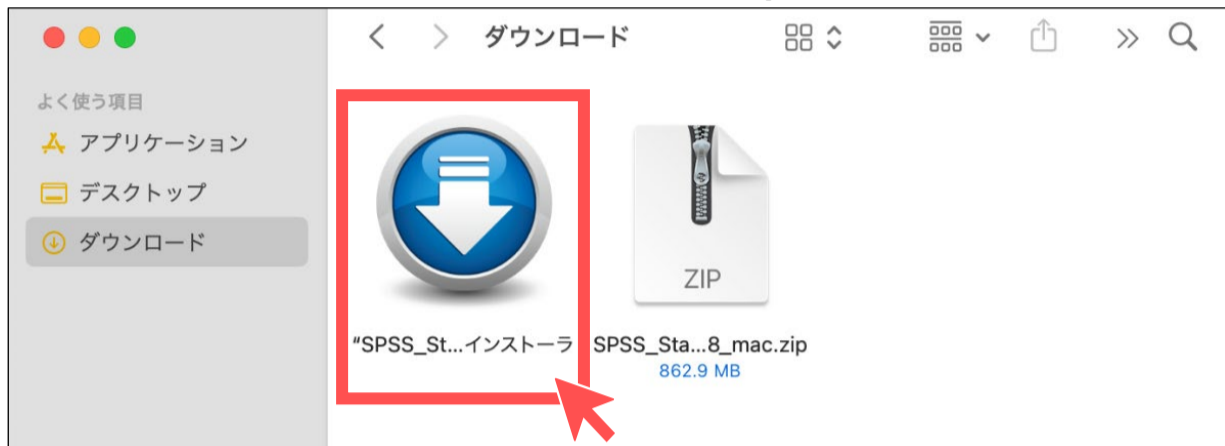 ダウンロード
よく使う項目
アプリケーション
デスクトップ
ダウンロード
ZIP
“SPSS_St...インストーラ
SPSS_Sta...8_mac.zip
862.9 MB